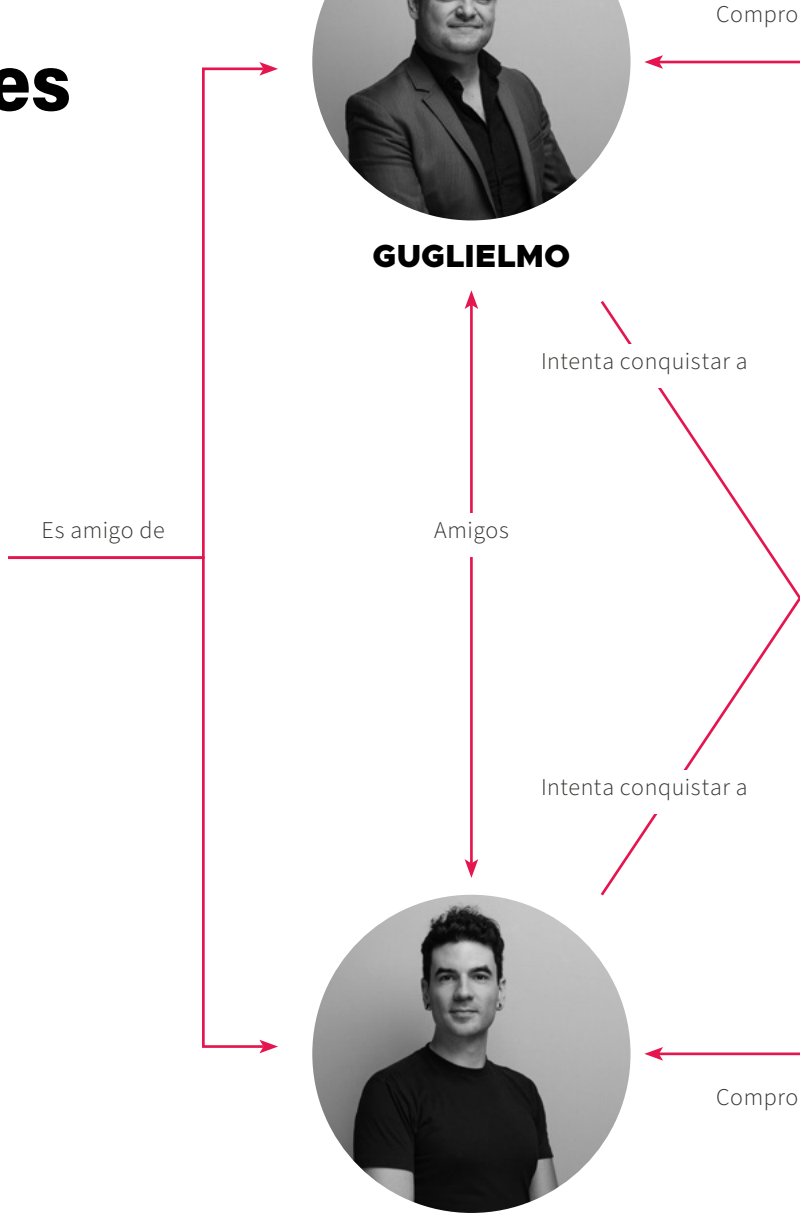 Compro
es
GUGLIELMO
Intenta conquistar a
Es amigo de
Amigos
Intenta conquistar a
Compro